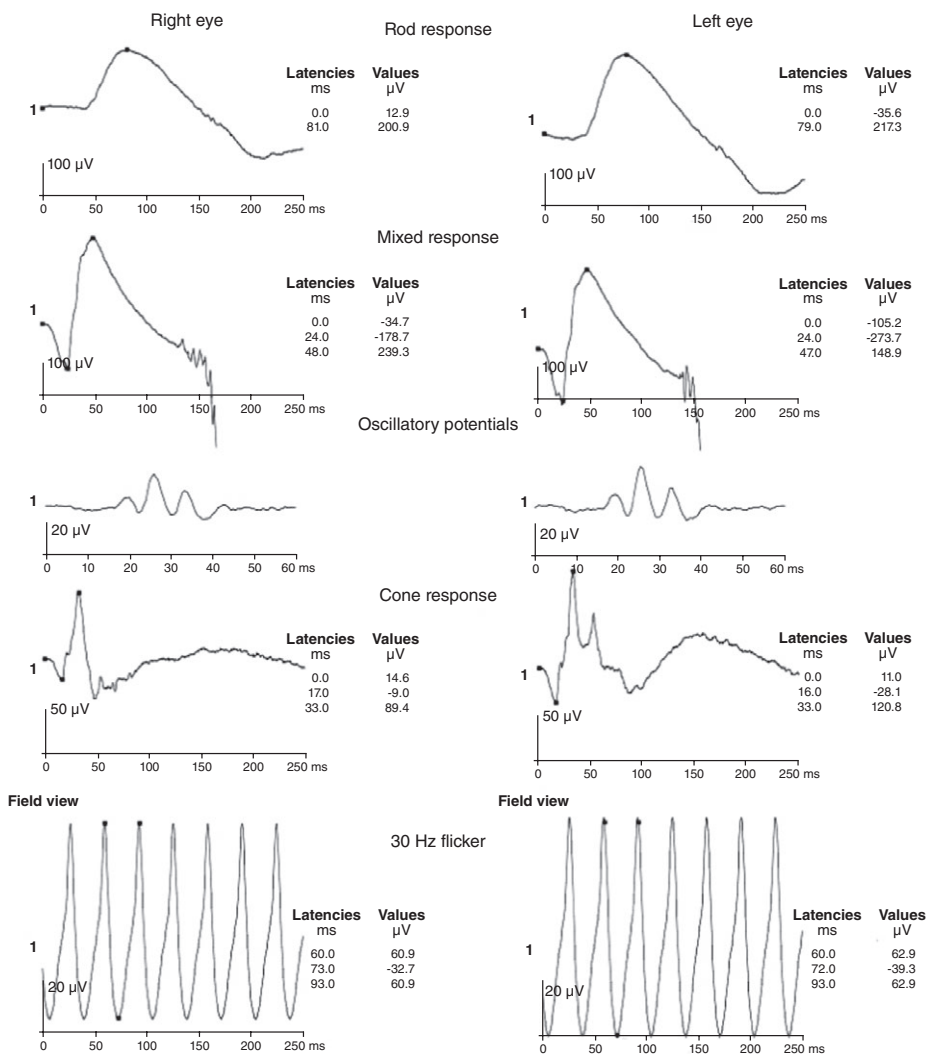 Right eye
Rod response
Left eye
Latencies Values
ms µV
0.0 12.9
81.0 200.9
1
100 µV
0 50 100 150 200 250 ms
Latencies Values
ms µV
0.0 -35.6
79.0 217.3
1
100 µV
0 50 100 150 200 250 ms
Mixed response
Latencies Values
ms µV
0.0 -34.7
24.0 -178.7
48.0 239.3
1
100 µV
0 50 100 150 200 250 ms
Latencies Values
ms µV
0.0 -105.2
24.0 -273.7
47.0 148.9
1
100 µV
0 50 100 150 200 250 ms
Oscillatory potentials
1
20 µV
0 10 20 30 40 50 60 ms
1
20 µV
0 10 20 30 40 50 60 ms
Cone response
Latencies Values
ms µV
0.0 14.6
17.0 -9.0
33.0 89.4
1
50 µV
0 50 100 150 200 250 ms
Latencies Values
ms µV
0.0 11.0
16.0 -28.1
33.0 120.8
1
50 µV
0 50 100 150 200 250 ms
Field view
Field view
30 Hz flicker
Latencies Values
ms µV
60.0 60.9
73.0 -32.7
93.0 60.9
1
20 µV
0 50 100 150 200 250 ms
Latencies Values
ms µV
60.0 62.9
72.0 -39.3
93.0 62.9
1
20 µV
0 50 100 150 200 250 ms